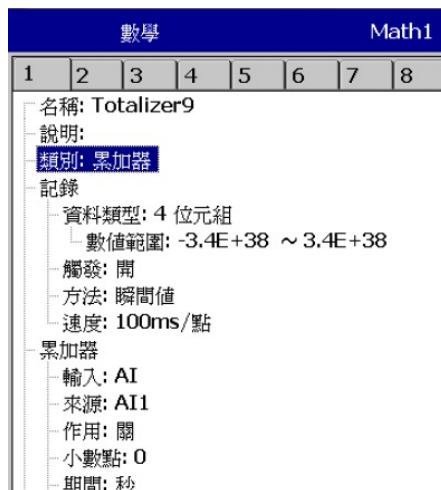 數學 Math1
1 2 3 4 5 6 7 8
名稱: Totalizer9
說明:
類別: 累加器
記錄
資料類型: 4 位元組
數值範圍: -3.4E+38 ～ 3.4E+38
觸發: 開
方法: 瞬間值
速度: 100ms/點
累加器
輸入: AI
來源: AI1
作用: 關
小數點: 0
期間: 秒